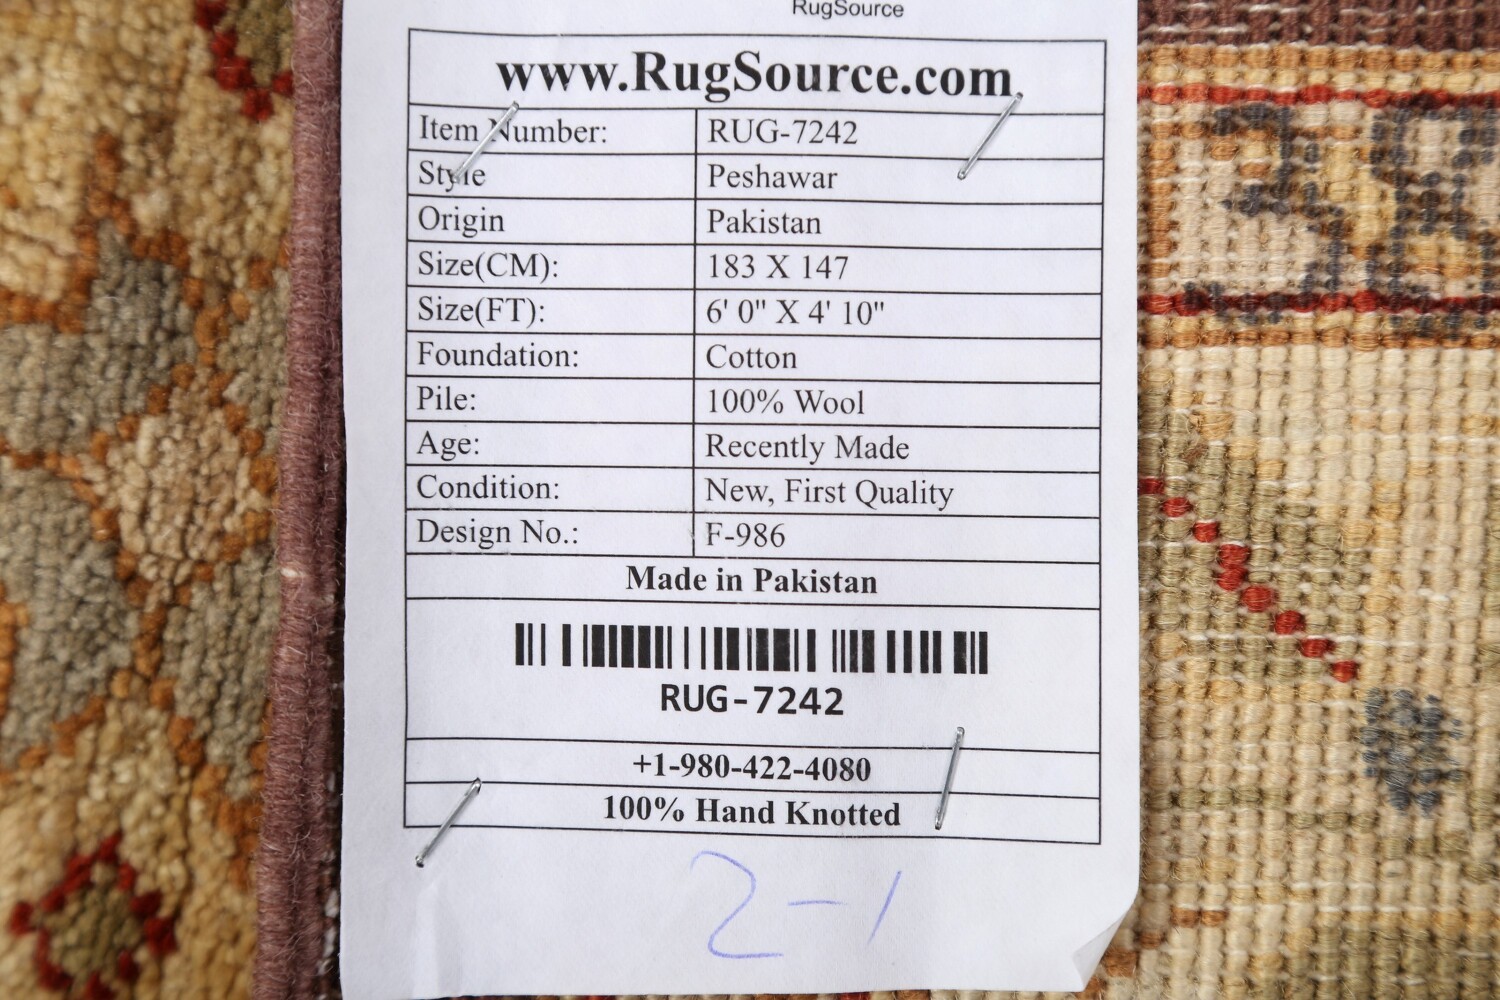 RugSource
www.RugSource.com
Item Number: RUG-7242
Style Peshawar
Origin Pakistan
Size(CM): 183 X 147
Size(FT): 6' 0" X 4' 10"
Foundation: Cotton
Pile: 100% Wool
Age: Recently Made
Condition: New, First Quality
Design No.: F-986
Made in Pakistan
RUG-7242
+1-980-422-4080
100% Hand Knotted
2-1